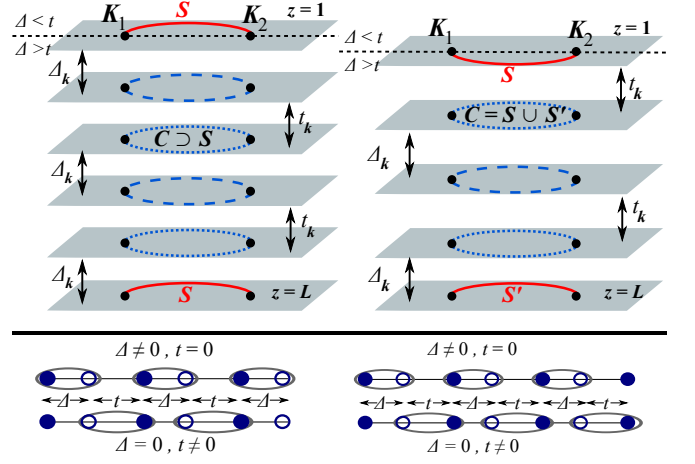 S
K₁ K₂ z = 1
Δ < t
Δ > t
Δₖ
tₖ
C ⊃ S
Δₖ
tₖ
Δₖ
S z = L
Δ < t
K₁ K₂ z = 1
Δ > t
S
tₖ
C = S ∪ S′
Δₖ
tₖ
Δₖ
S′ z = L
Δ ≠ 0 , t = 0
Δ t Δ t Δ
Δ = 0 , t ≠ 0
Δ ≠ 0 , t = 0
Δ t Δ t Δ t
Δ = 0 , t ≠ 0